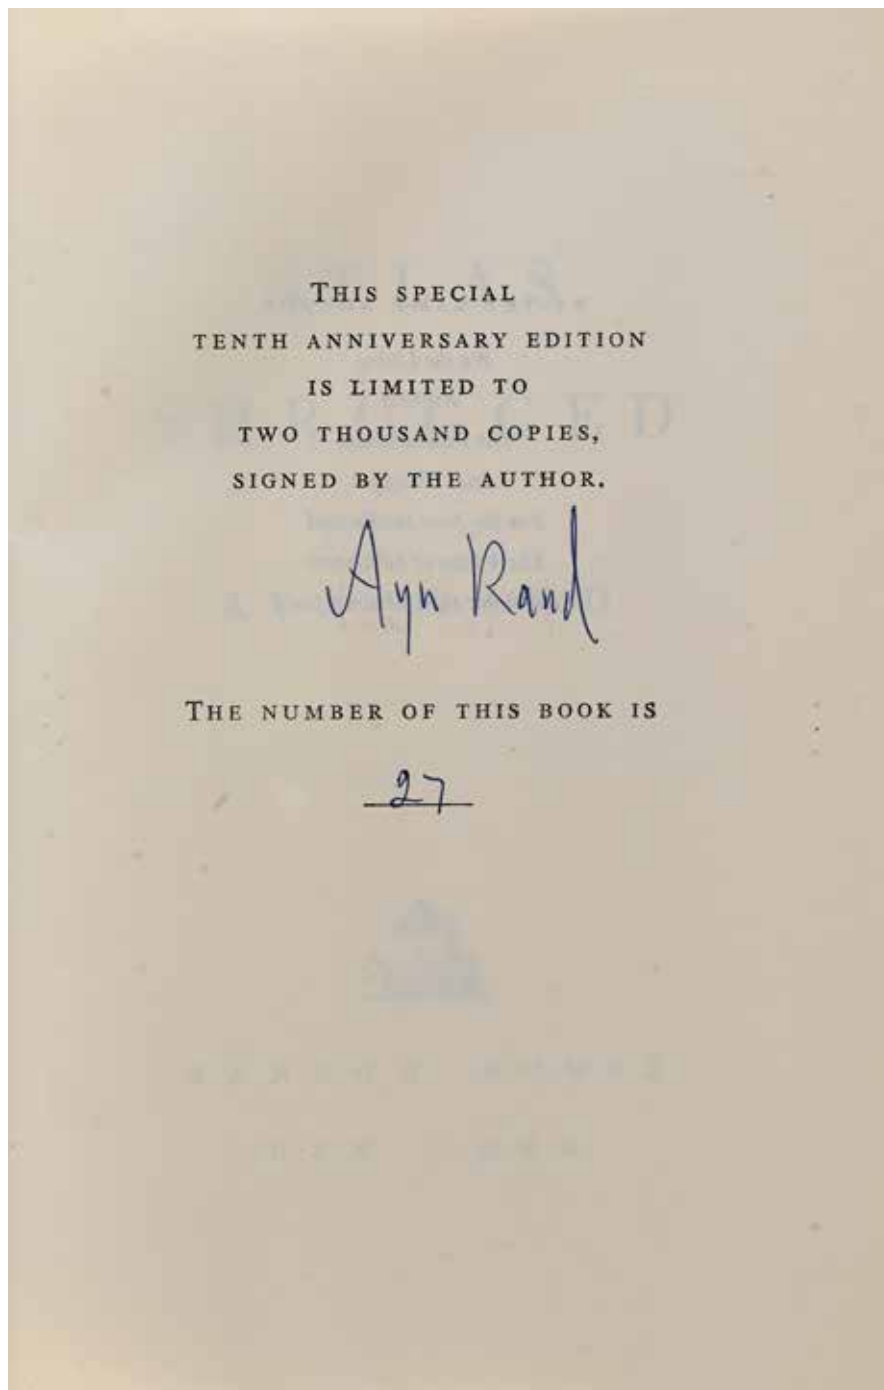 THIS SPECIAL
TENTH ANNIVERSARY EDITION
IS LIMITED TO
TWO THOUSAND COPIES,
SIGNED BY THE AUTHOR.
Ayn Rand
THE NUMBER OF THIS BOOK IS
27